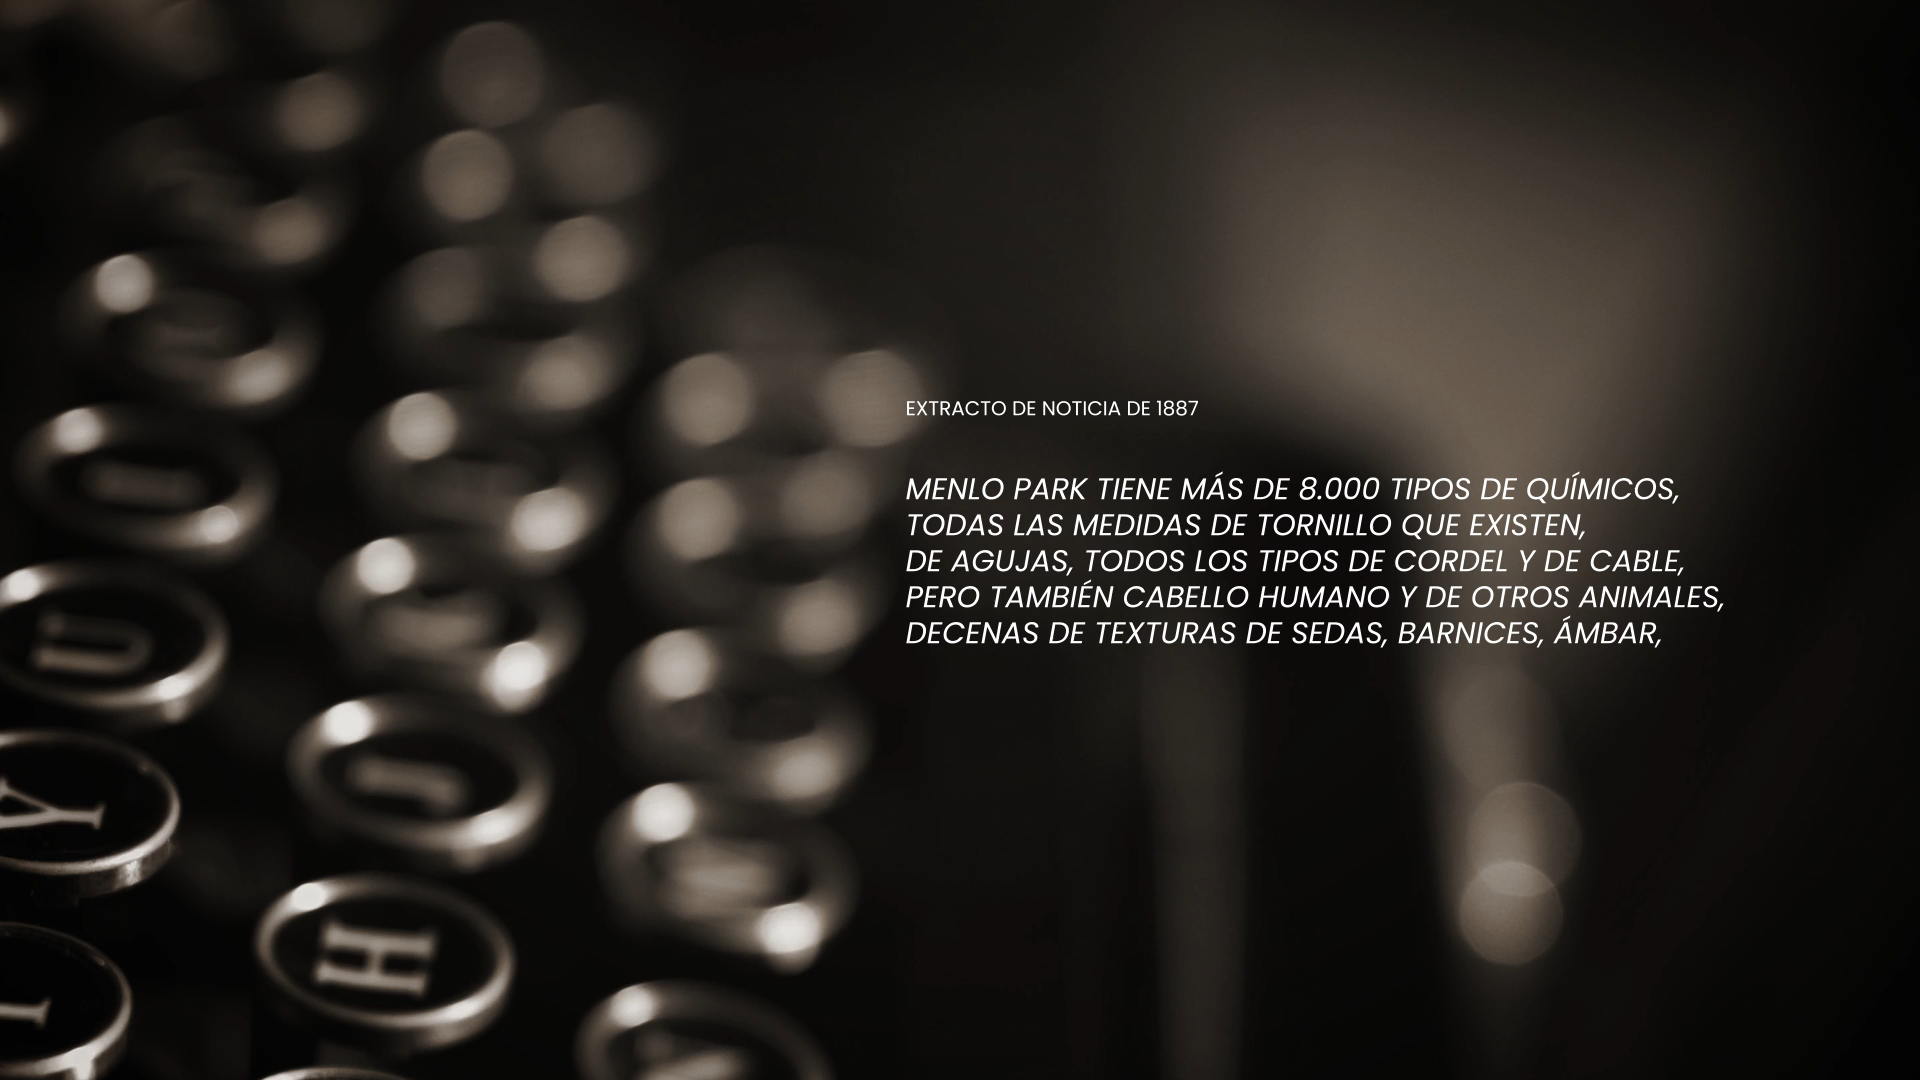 EXTRACTO DE NOTICIA DE 1887
MENLO PARK TIENE MÁS DE 8.000 TIPOS DE QUÍMICOS,
TODAS LAS MEDIDAS DE TORNILLO QUE EXISTEN,
DE AGUJAS, TODOS LOS TIPOS DE CORDEL Y DE CABLE,
PERO TAMBIÉN CABELLO HUMANO Y DE OTROS ANIMALES,
DECENAS DE TEXTURAS DE SEDAS, BARNICES, ÁMBAR,
U
Y
J
H